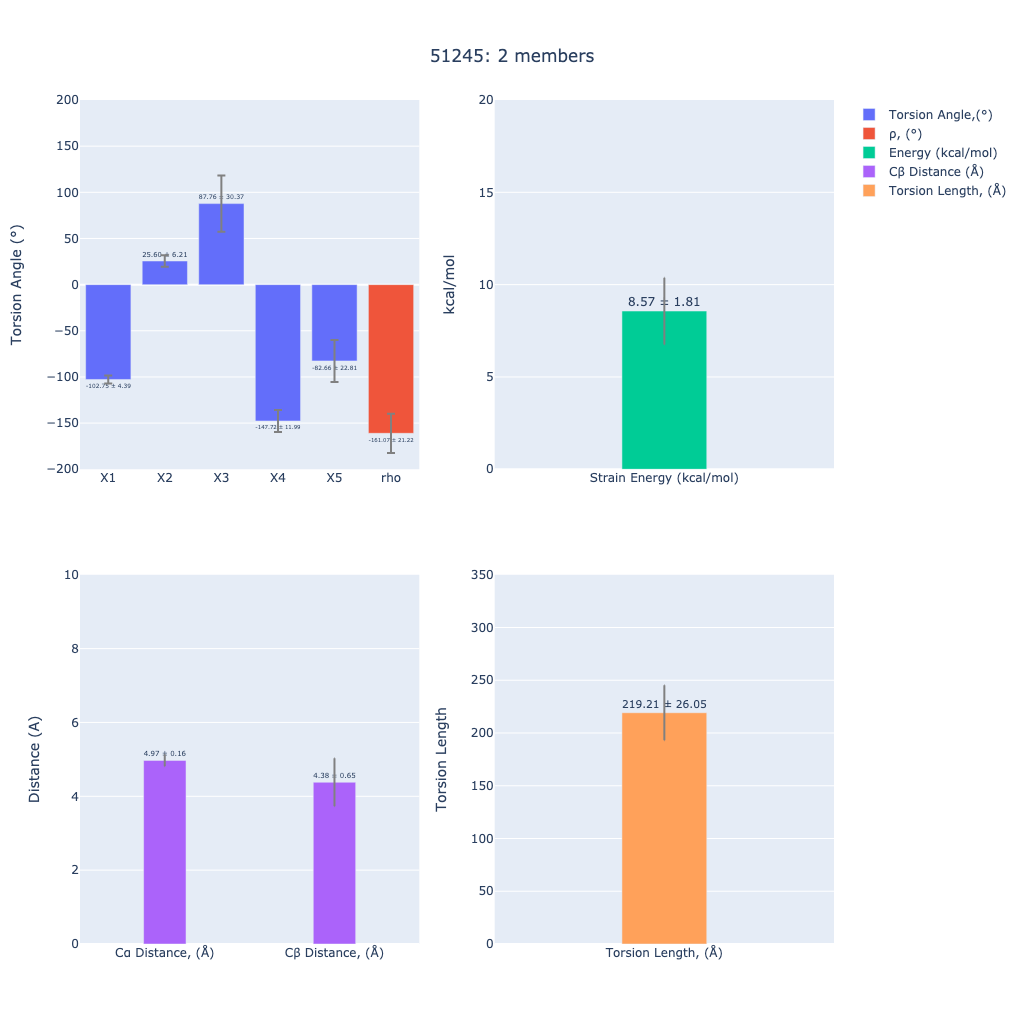 51245: 2 members
Torsion Angle (°)
200
150
100
50
0
−50
−100
−150
−200
-102.75 ± 4.39
25.60 ± 6.21
87.76 ± 30.37
-147.72 ± 11.99
-82.66 ± 22.81
-161.07 ± 21.22
X1 X2 X3 X4 X5 rho
kcal/mol
20
15
10
5
0
8.57 ± 1.81
Strain Energy (kcal/mol)
Torsion Angle,(°)
ρ, (°)
Energy (kcal/mol)
Cβ Distance (Å)
Torsion Length, (Å)
Distance (A)
10
8
6
4
2
0
4.97 ± 0.16
4.38 ± 0.65
Cα Distance, (Å) Cβ Distance, (Å)
Torsion Length
350
300
250
200
150
100
50
0
219.21 ± 26.05
Torsion Length, (Å)